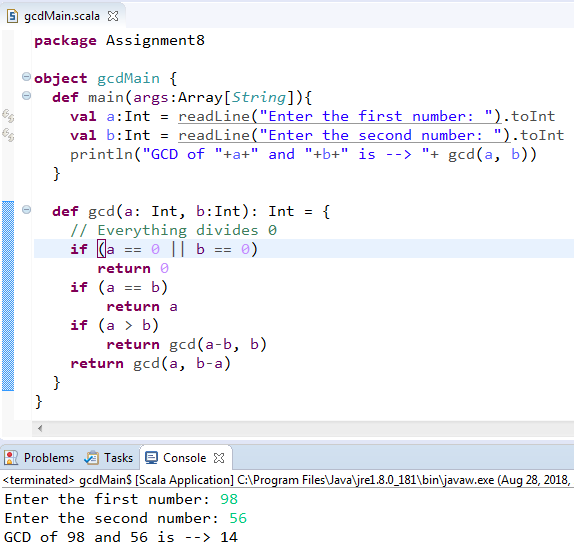 gcdMain.scala
package Assignment8
object gcdMain {
def main(args:Array[String]){
val a:Int = readLine("Enter the first number: ").toInt
val b:Int = readLine("Enter the second number: ").toInt
println("GCD of "+a+" and "+b+" is --> "+ gcd(a, b))
}
def gcd(a: Int, b:Int): Int = {
// Everything divides 0
if (a == 0 || b == 0)
return 0
if (a == b)
return a
if (a > b)
return gcd(a-b, b)
return gcd(a, b-a)
}
}
Problems Tasks Console
<terminated> gcdMain$ [Scala Application] C:\Program Files\Java\jre1.8.0_181\bin\javaw.exe (Aug 28, 2018,
Enter the first number: 98
Enter the second number: 56
GCD of 98 and 56 is --> 14